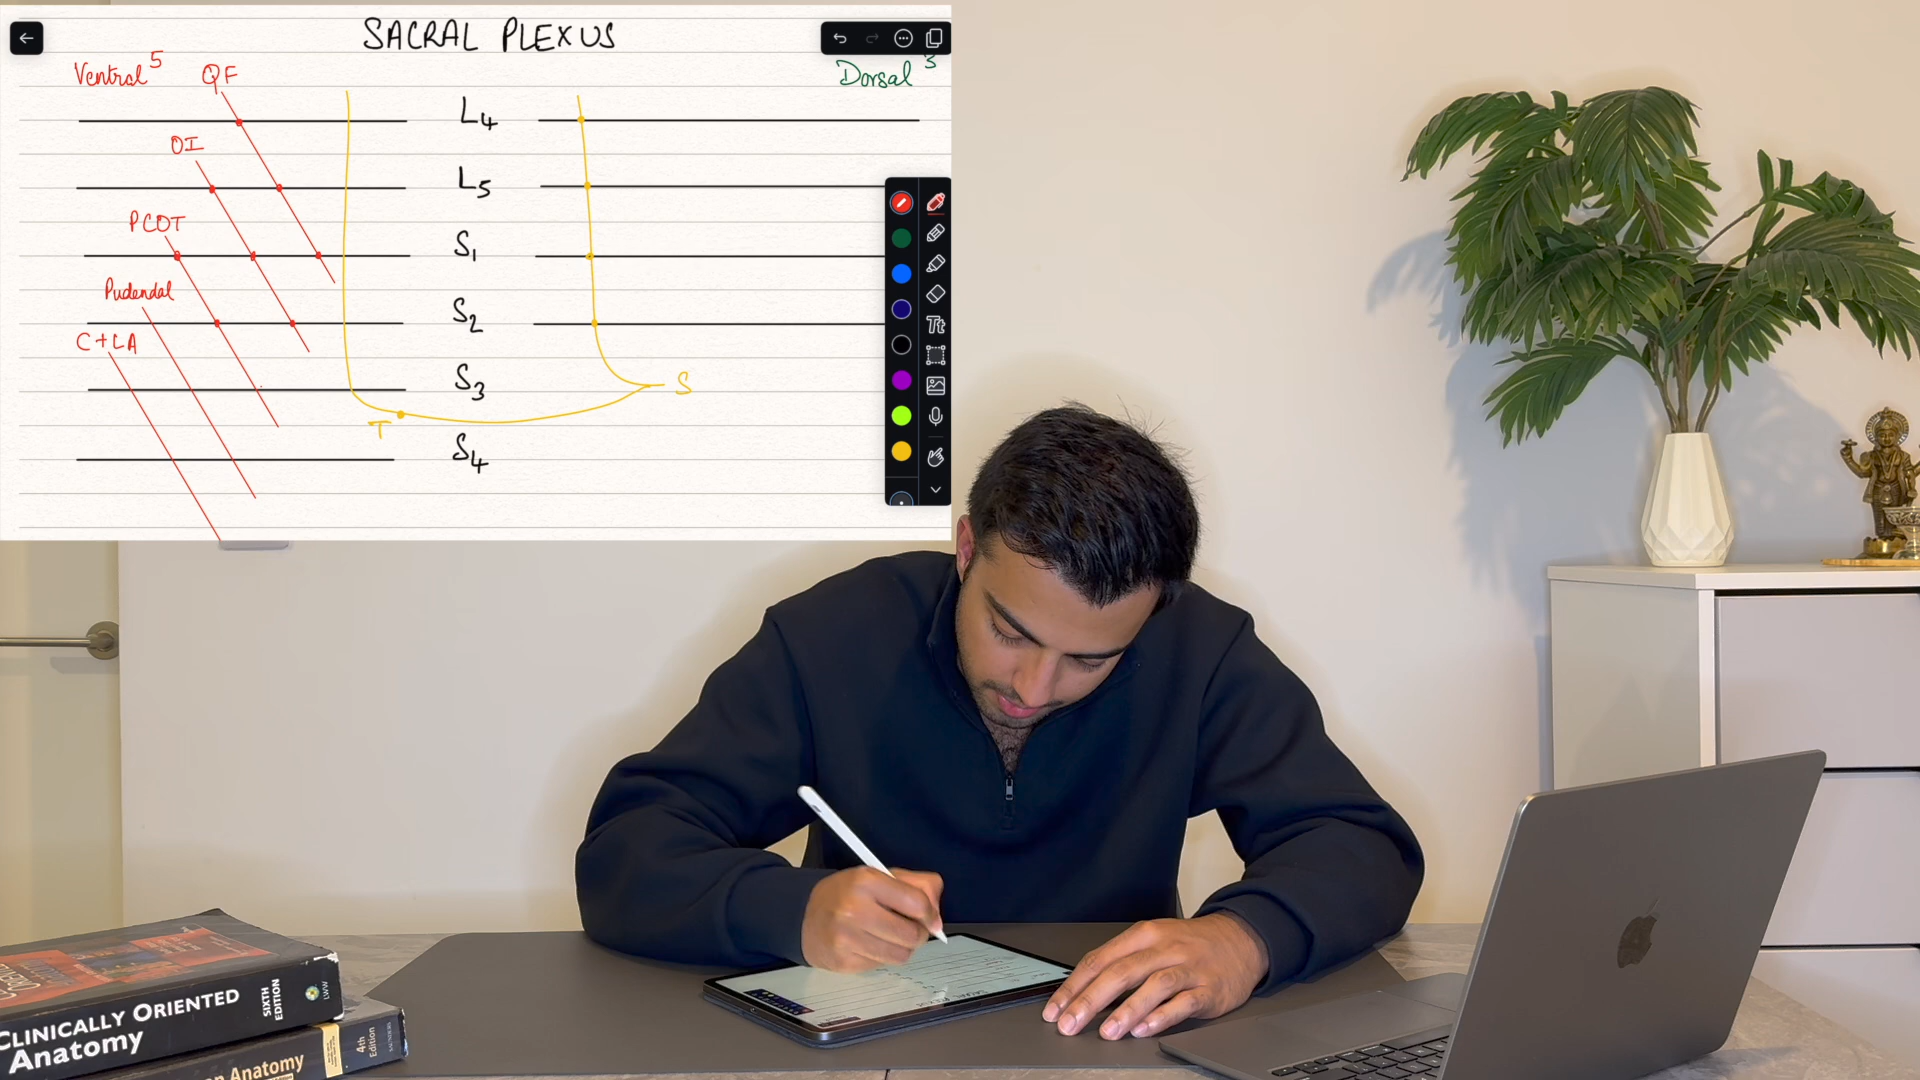 SACRAL PLEXUS
Ventral 5
QF
Dorsal 3
L4
OI
L5
PCOT
S1
Pudendal
S2
C+LA
S3
S
T
S4
Tt
CLINICALLY ORIENTED
Anatomy
SIXTH
EDITION
LWW
Anatomy
4th
Edition